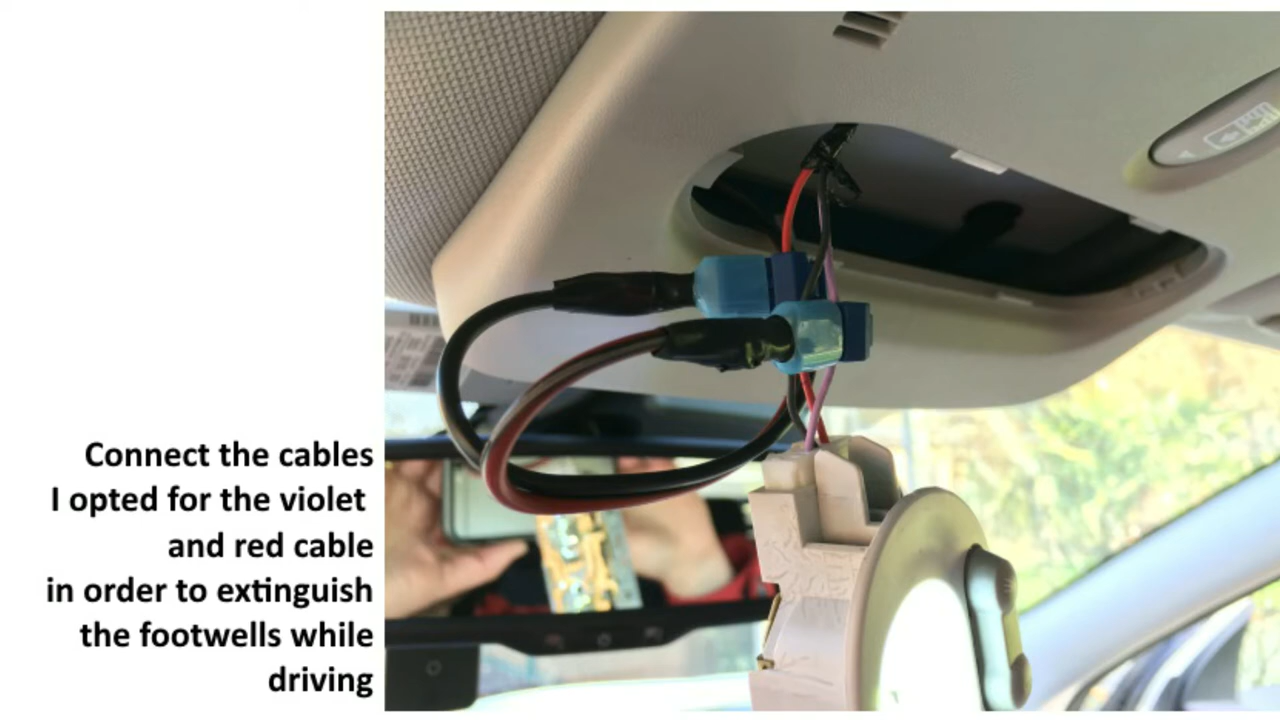 Connect the cables
I opted for the violet
and red cable
in order to extinguish
the footwells while
driving